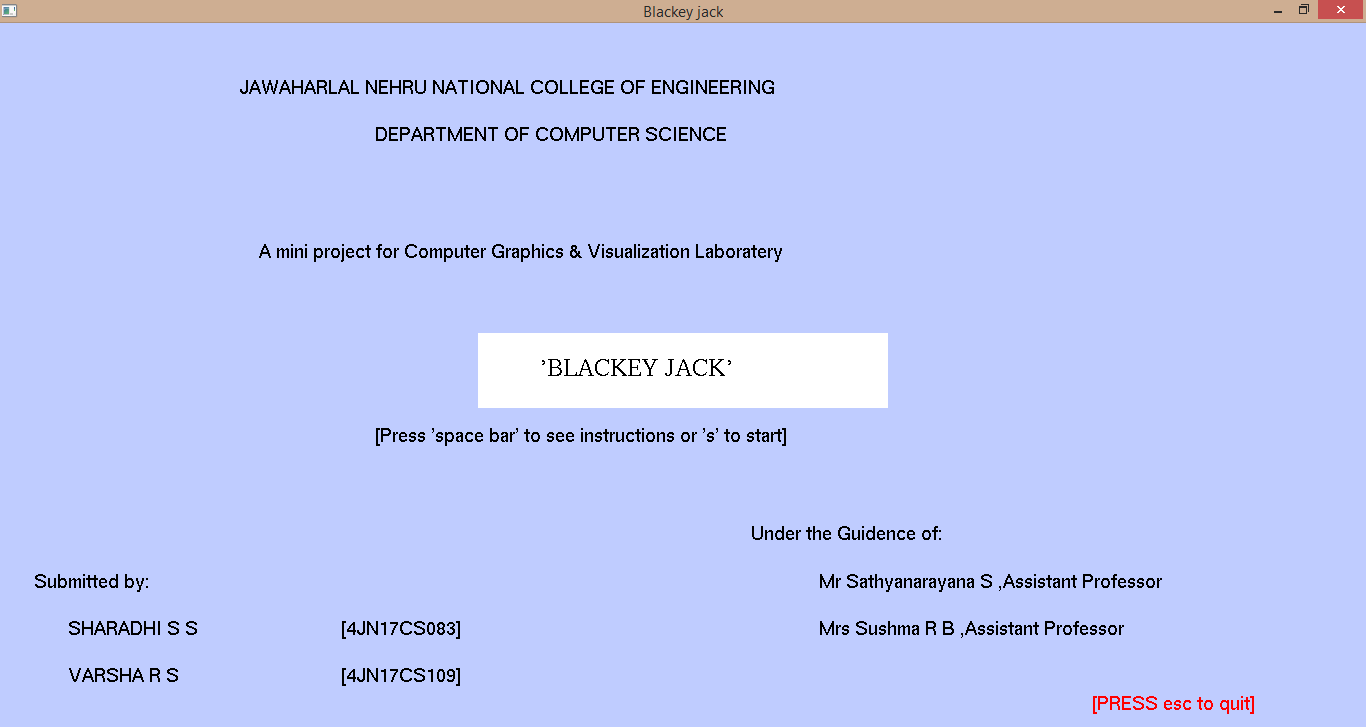 Blackey jack
JAWAHARLAL NEHRU NATIONAL COLLEGE OF ENGINEERING
DEPARTMENT OF COMPUTER SCIENCE
A mini project for Computer Graphics & Visualization Laboratery
’BLACKEY JACK’
[Press ’space bar’ to see instructions or ’s’ to start]
Under the Guidence of:
Submitted by:
Mr Sathyanarayana S ,Assistant Professor
SHARADHI S S [4JN17CS083]
Mrs Sushma R B ,Assistant Professor
VARSHA R S [4JN17CS109]
[PRESS esc to quit]